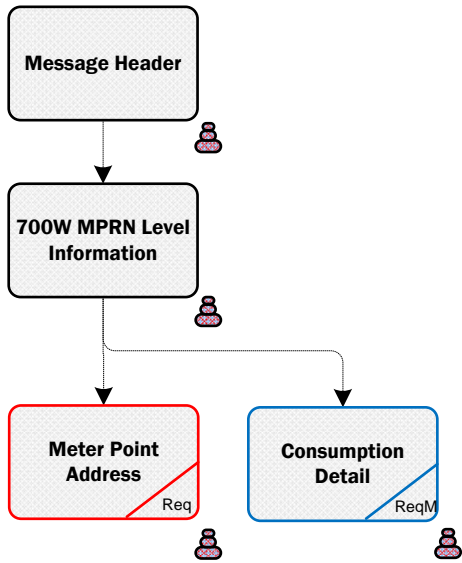 Message Header
700W MPRN Level
Information
Meter Point
Address
Req
Consumption
Detail
ReqM